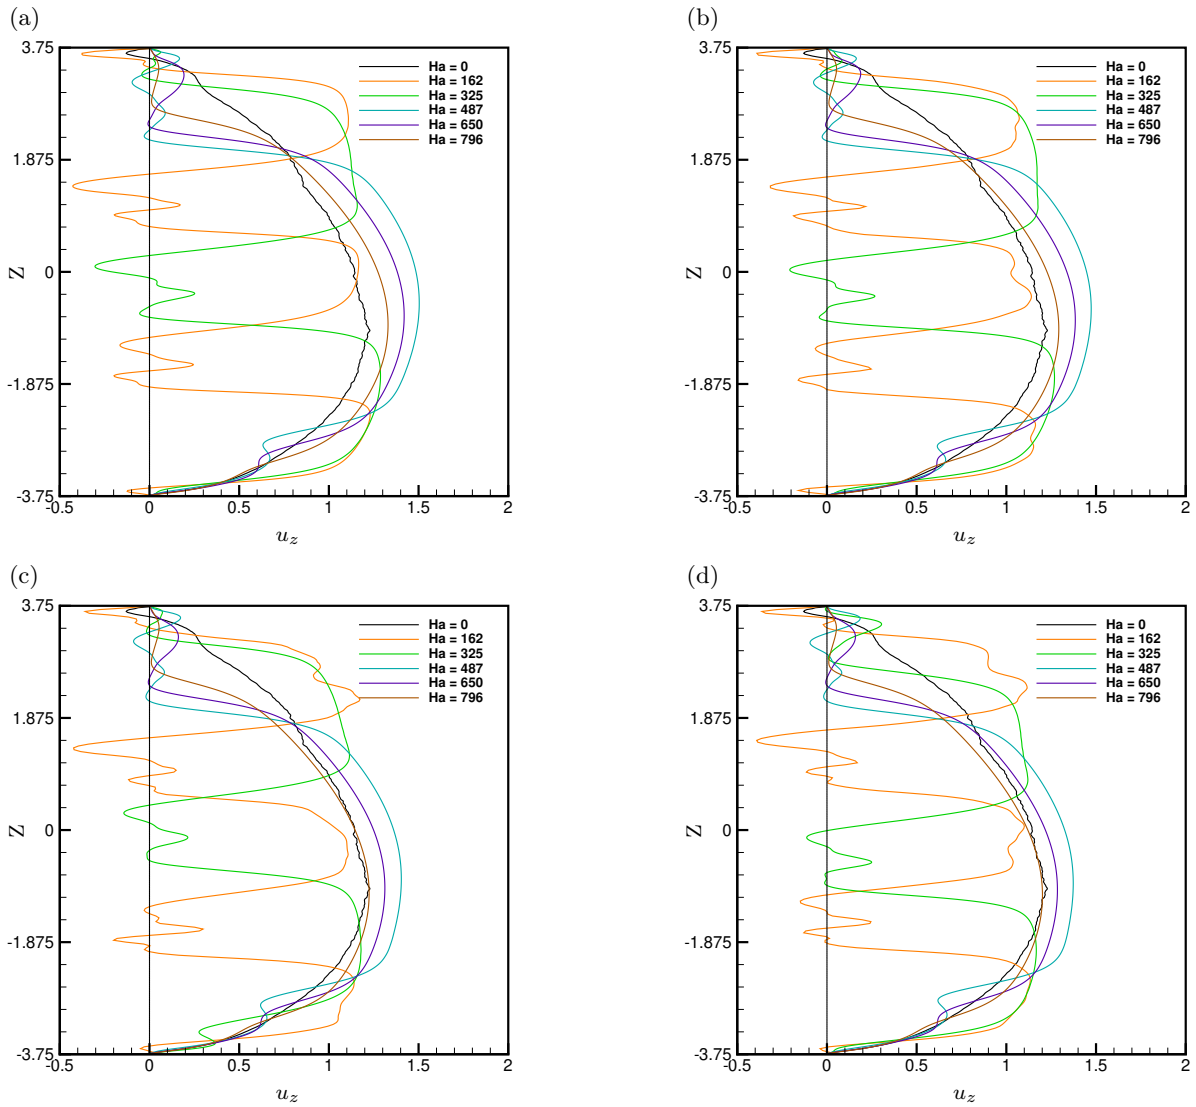 (a)
3.75
1.875
0
-1.875
-3.75
Z
-0.5 0 0.5 1 1.5 2
u_z
Ha = 0
Ha = 162
Ha = 325
Ha = 487
Ha = 650
Ha = 796
(b)
3.75
1.875
0
-1.875
-3.75
Z
-0.5 0 0.5 1 1.5 2
u_z
Ha = 0
Ha = 162
Ha = 325
Ha = 487
Ha = 650
Ha = 796
(c)
3.75
1.875
0
-1.875
-3.75
Z
-0.5 0 0.5 1 1.5 2
u_z
Ha = 0
Ha = 162
Ha = 325
Ha = 487
Ha = 650
Ha = 796
(d)
3.75
1.875
0
-1.875
-3.75
Z
-0.5 0 0.5 1 1.5 2
u_z
Ha = 0
Ha = 162
Ha = 325
Ha = 487
Ha = 650
Ha = 796